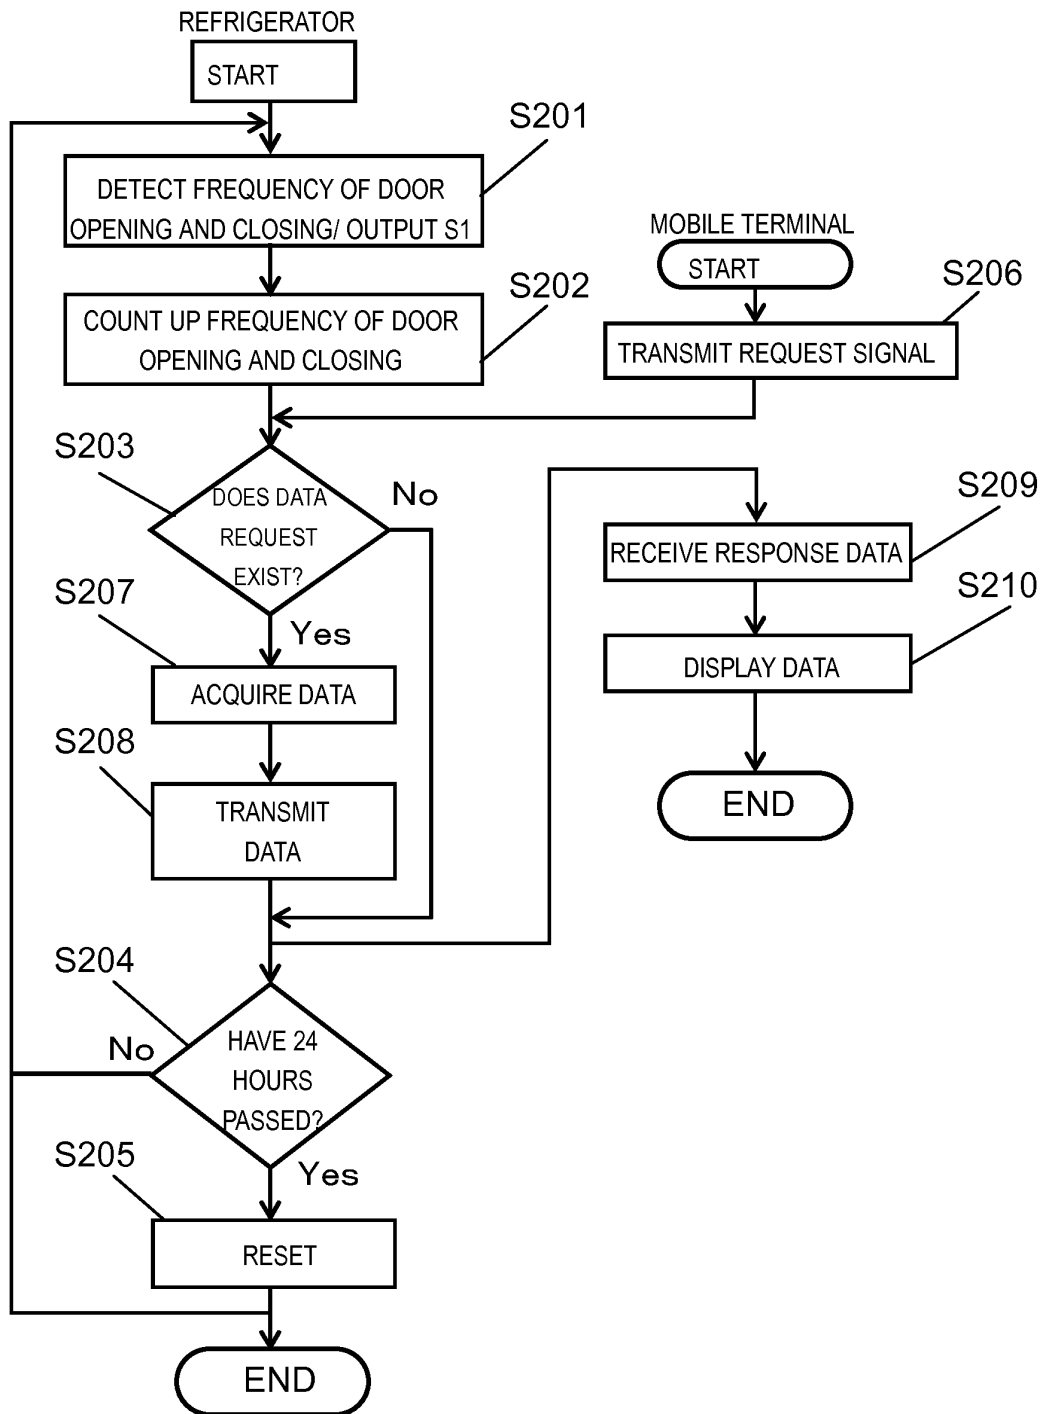 REFRIGERATOR
START
S201
DETECT FREQUENCY OF DOOR
OPENING AND CLOSING/ OUTPUT S1
S202
COUNT UP FREQUENCY OF DOOR
OPENING AND CLOSING
MOBILE TERMINAL
START
S206
TRANSMIT REQUEST SIGNAL
S203
DOES DATA
REQUEST
EXIST?
No
Yes
S207
ACQUIRE DATA
S208
TRANSMIT
DATA
S209
RECEIVE RESPONSE DATA
S210
DISPLAY DATA
END
S204
HAVE 24
HOURS
PASSED?
No
Yes
S205
RESET
END